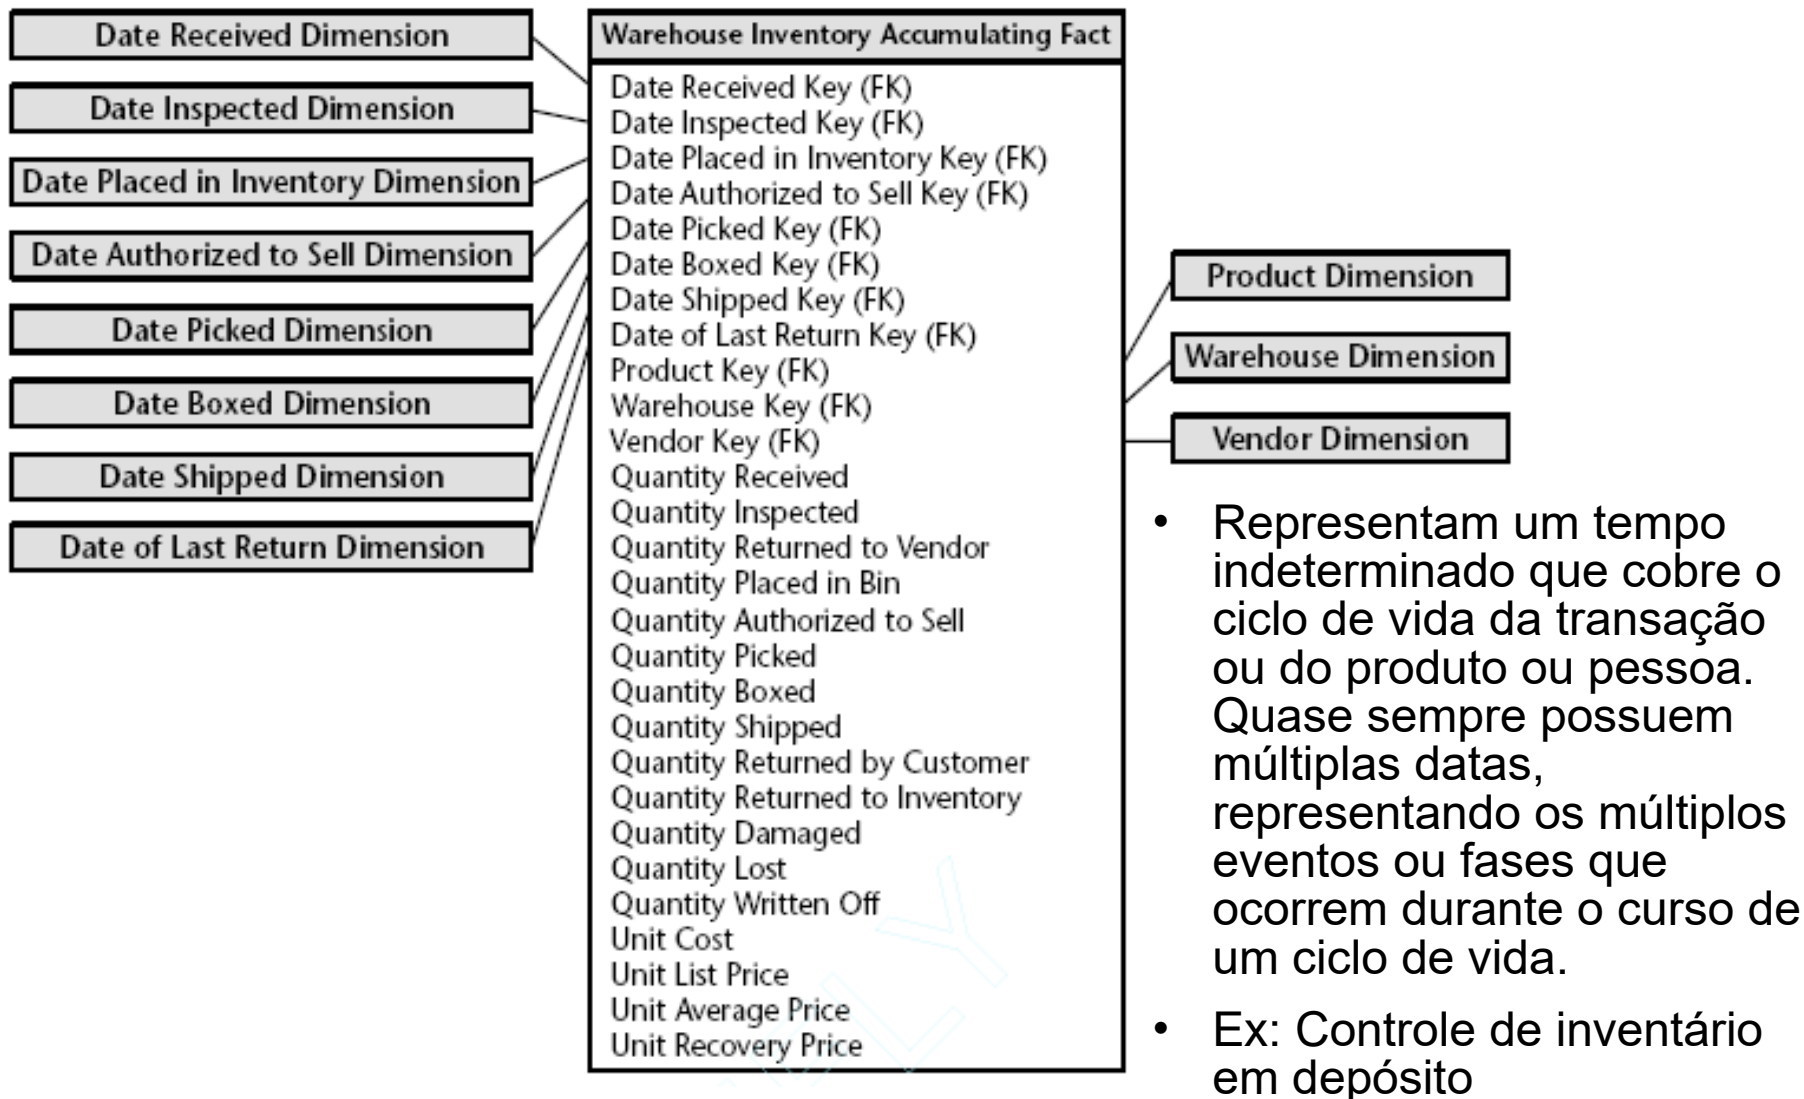 Date Received Dimension
Date Inspected Dimension
Date Placed in Inventory Dimension
Date Authorized to Sell Dimension
Date Picked Dimension
Date Boxed Dimension
Date Shipped Dimension
Date of Last Return Dimension
Warehouse Inventory Accumulating Fact
Date Received Key (FK)
Date Inspected Key (FK)
Date Placed in Inventory Key (FK)
Date Authorized to Sell Key (FK)
Date Picked Key (FK)
Date Boxed Key (FK)
Date Shipped Key (FK)
Date of Last Return Key (FK)
Product Key (FK)
Warehouse Key (FK)
Vendor Key (FK)
Quantity Received
Quantity Inspected
Quantity Returned to Vendor
Quantity Placed in Bin
Quantity Authorized to Sell
Quantity Picked
Quantity Boxed
Quantity Shipped
Quantity Returned by Customer
Quantity Returned to Inventory
Quantity Damaged
Quantity Lost
Quantity Written Off
Unit Cost
Unit List Price
Unit Average Price
Unit Recovery Price
Product Dimension
Warehouse Dimension
Vendor Dimension
• Representam um tempo
indeterminado que cobre o
ciclo de vida da transação
ou do produto ou pessoa.
Quase sempre possuem
múltiplas datas,
representando os múltiplos
eventos ou fases que
ocorrem durante o curso de
um ciclo de vida.
• Ex: Controle de inventário
em depósito